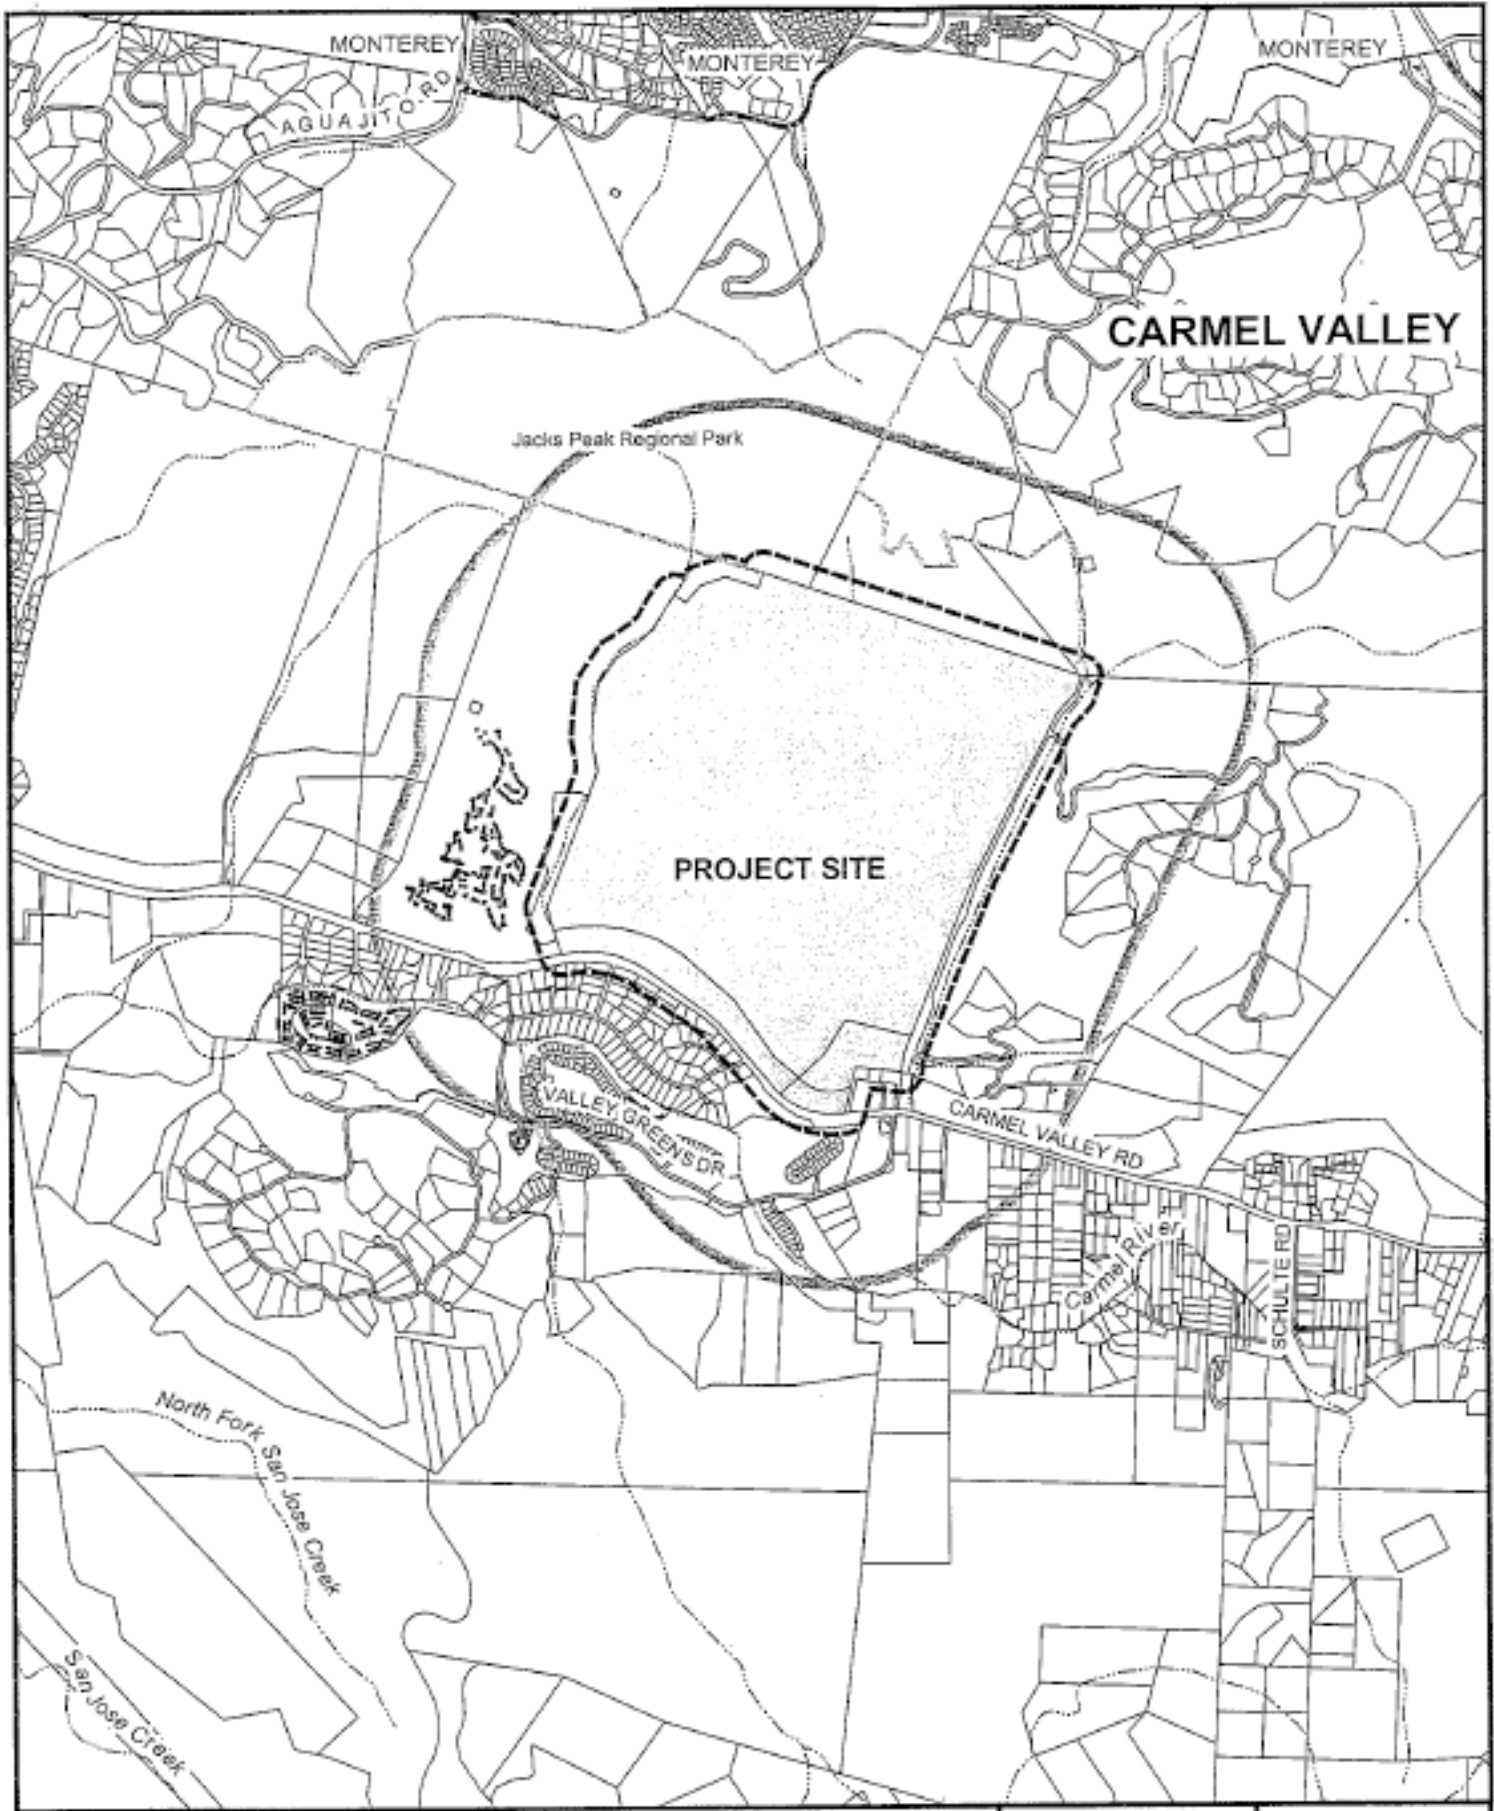 MONTEREY
MONTEREY
MONTEREY
AGUAJITO RD
CARMEL VALLEY
Jacks Peak Regional Park
PROJECT SITE
VALLEY GREENS DR
CARMEL VALLEY RD
Carmel River
SCHULTE RD
North Fork San Jose Creek
San Jose Creek